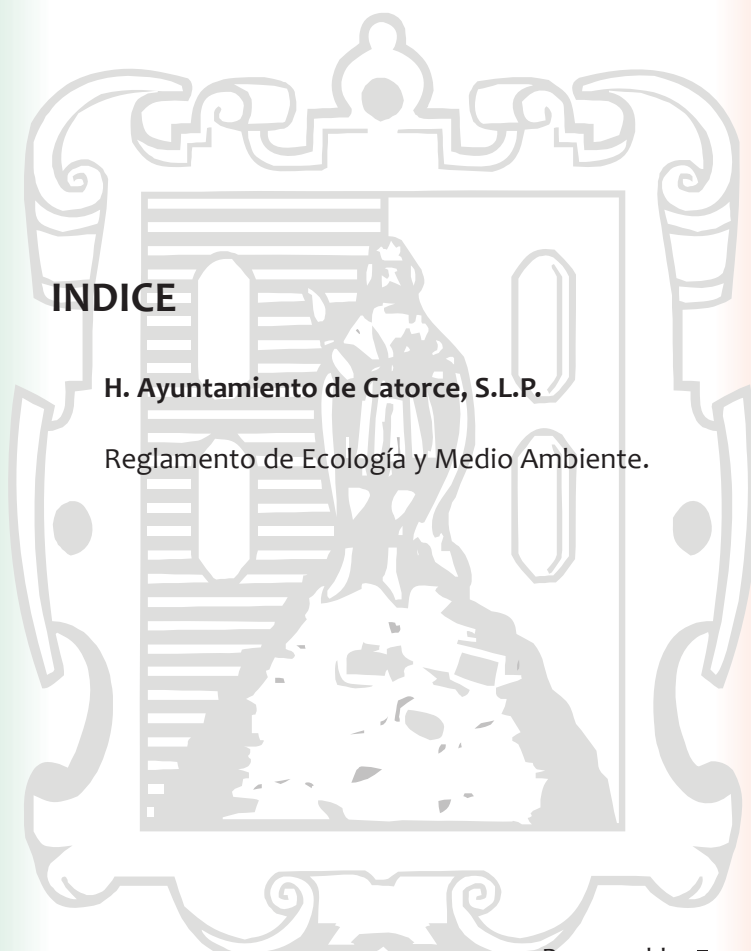 INDICE
H. Ayuntamiento de Catorce, S.L.P.
Reglamento de Ecología y Medio Ambiente.